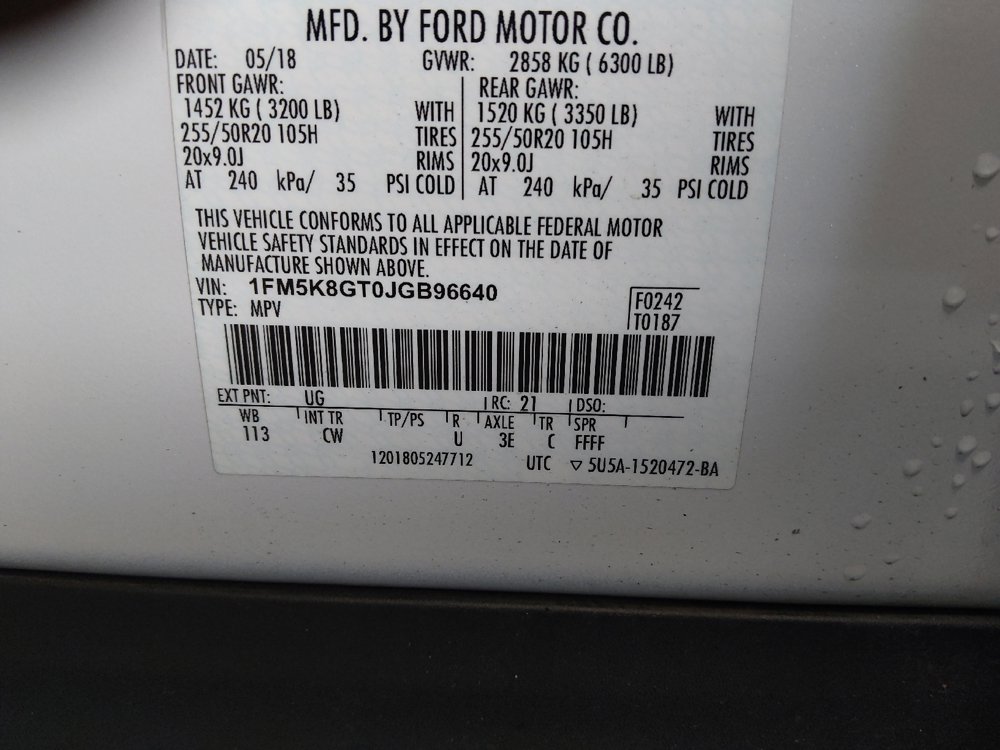 MFD. BY FORD MOTOR CO.
DATE: 05/18 GVWR: 2858 KG ( 6300 LB)
FRONT GAWR: REAR GAWR:
1452 KG ( 3200 LB) WITH 1520 KG ( 3350 LB) WITH
255/50R20 105H TIRES 255/50R20 105H TIRES
20x9.0J RIMS 20x9.0J RIMS
AT 240 kPa/ 35 PSI COLD AT 240 kPa/ 35 PSI COLD
THIS VEHICLE CONFORMS TO ALL APPLICABLE FEDERAL MOTOR
VEHICLE SAFETY STANDARDS IN EFFECT ON THE DATE OF
MANUFACTURE SHOWN ABOVE.
VIN: 1FM5K8GT0JGB96640 F0242
TYPE: MPV T0187
EXT PNT: UG RC: 21 DSO:
WB INT TR TP/PS R AXLE TR SPR
113 CW U 3E C FFFF
1201805247712 UTC ▽ 5U5A-1520472-BA